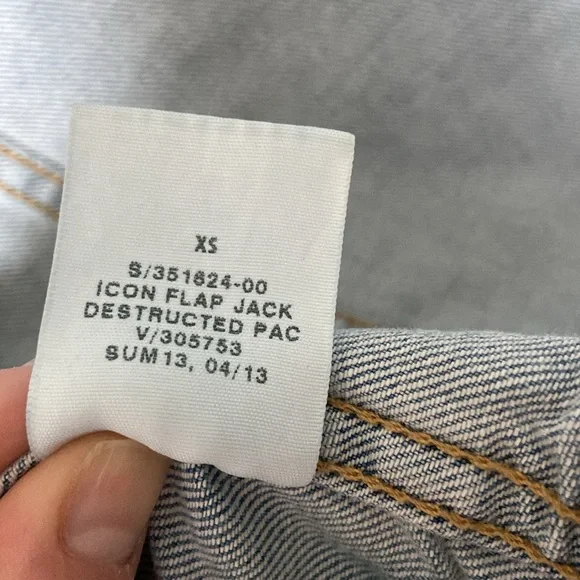 XS
S/351624-00
ICON FLAP JACK
DESTRUCTED PAC
V/305753
SUM13, 04/13